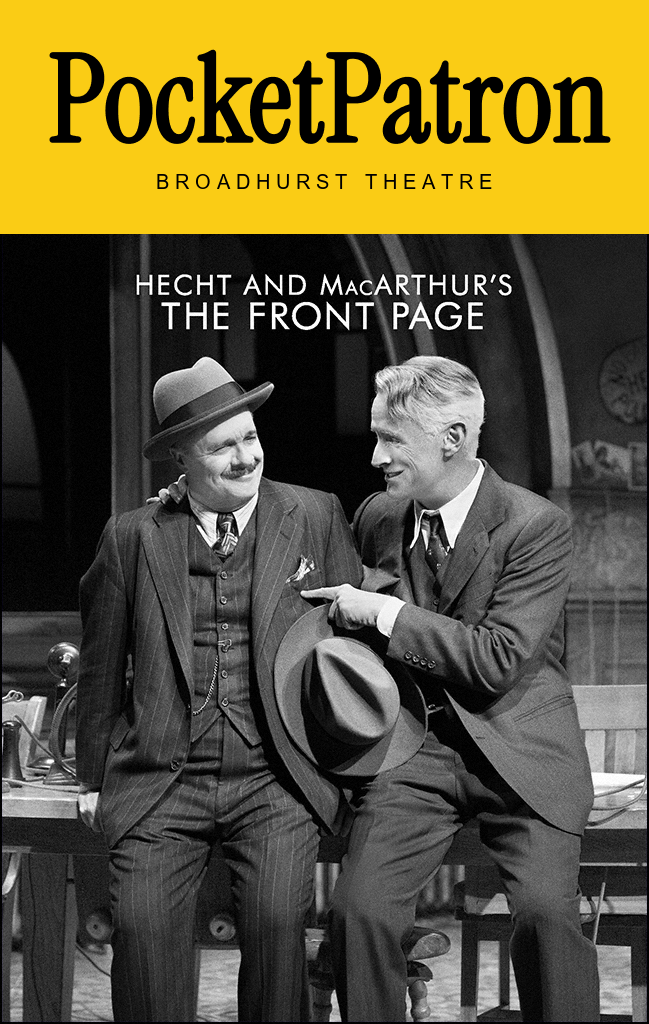 PocketPatron
BROADHURST THEATRE
HECHT AND MacARTHUR'S
THE FRONT PAGE